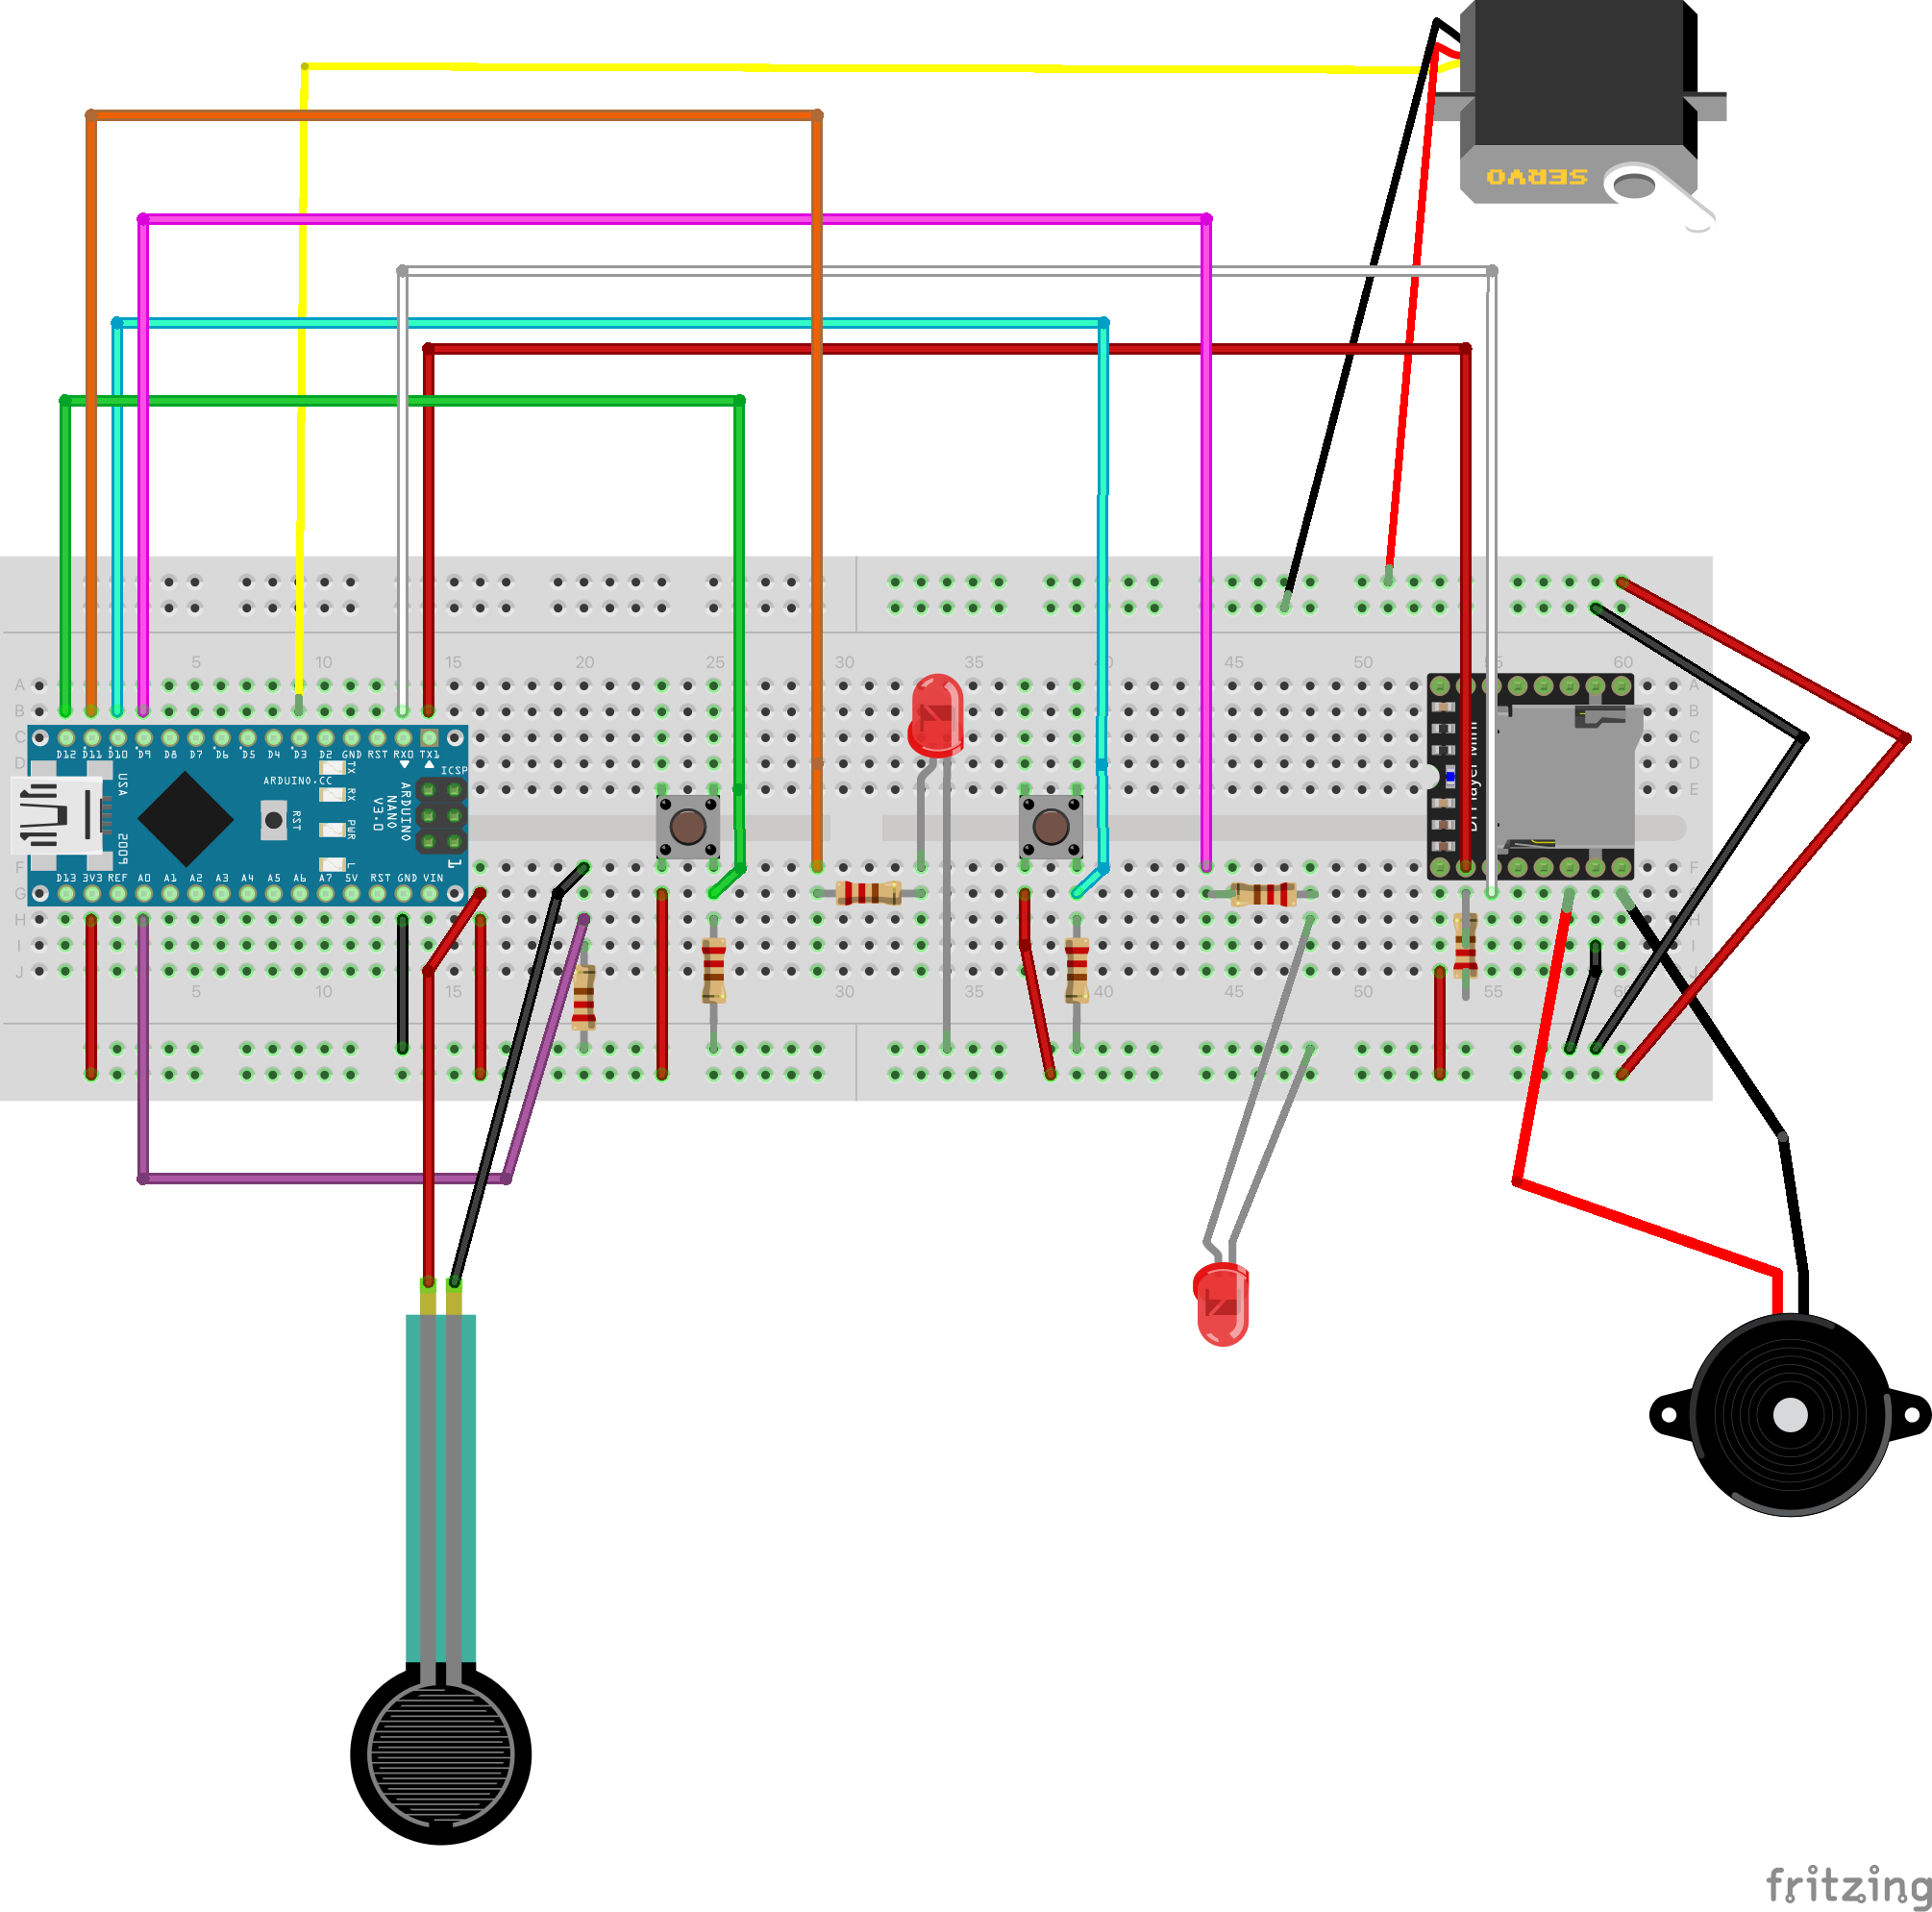 SERVO
5 10 15 20 25 30 35 40 45 50 55 60
A A
B B
C C
D12 D11 D10 D9 D8 D7 D6 D5 D4 D3 D2 GND RST RX0 TX1
D D
USA
ARDUINO.CC
TX
RX
PWR
L
RST
ICSP
ARDUINO
NANO
V3.0
2009
1
E E
DFPlayer Mini
F F
D13 3V3 REF A0 A1 A2 A3 A4 A5 A6 A7 5V RST GND VIN
G
H H
I I
J J
5 10 15 20 25 30 35 40 45 50 55 60
fritzing